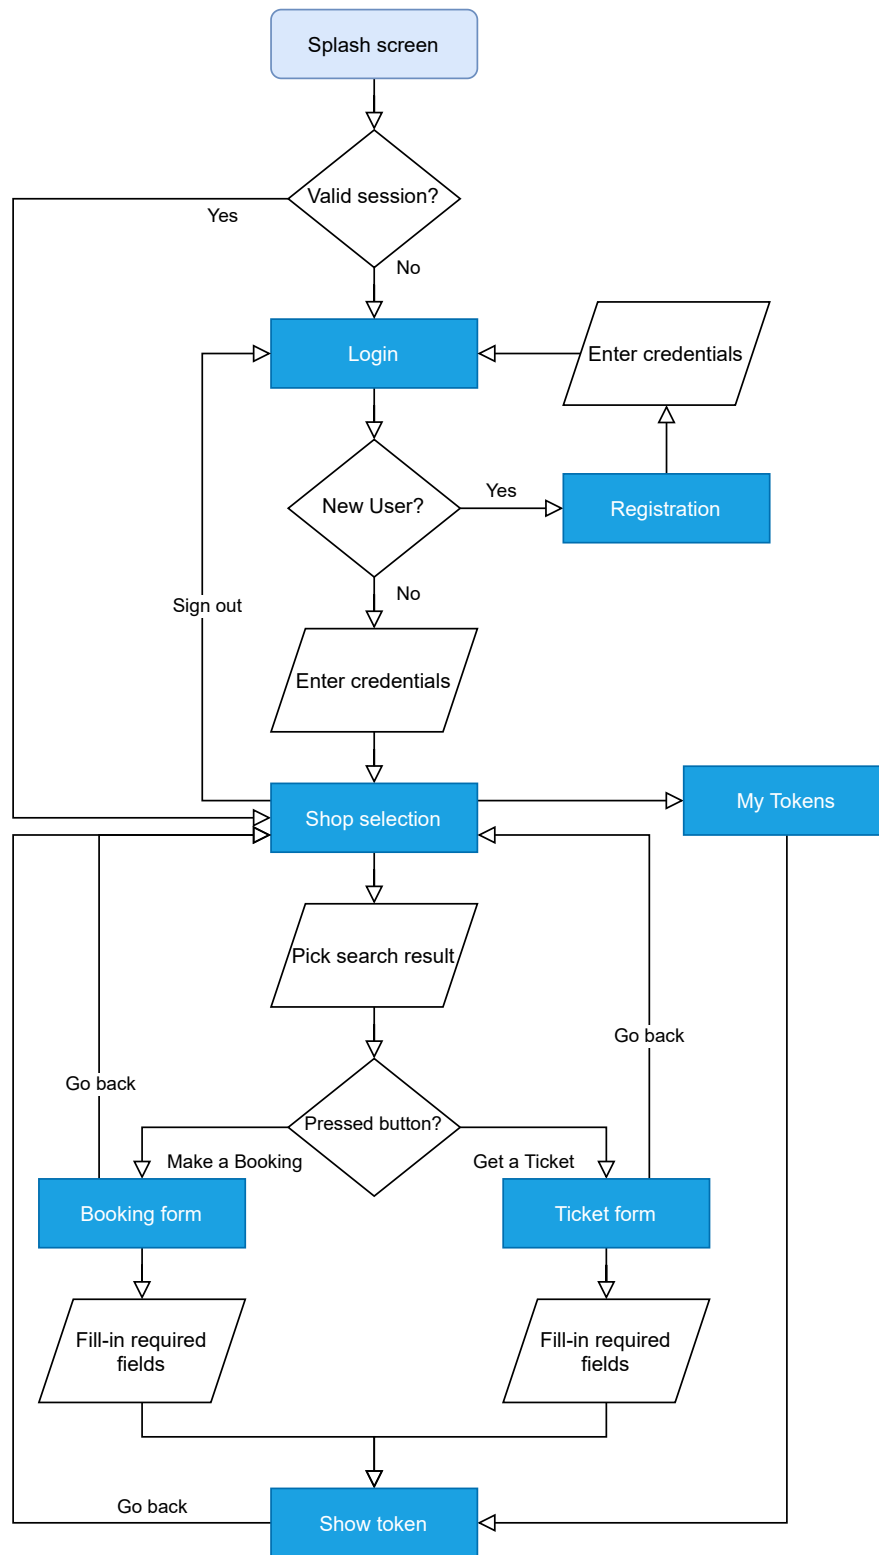 Splash screen
Valid session?
Yes
No
Login
Enter credentials
New User?
Yes
Registration
No
Sign out
Enter credentials
Shop selection
My Tokens
Pick search result
Go back
Go back
Pressed button?
Make a Booking
Get a Ticket
Booking form
Ticket form
Fill-in required
fields
Fill-in required
fields
Go back
Show token